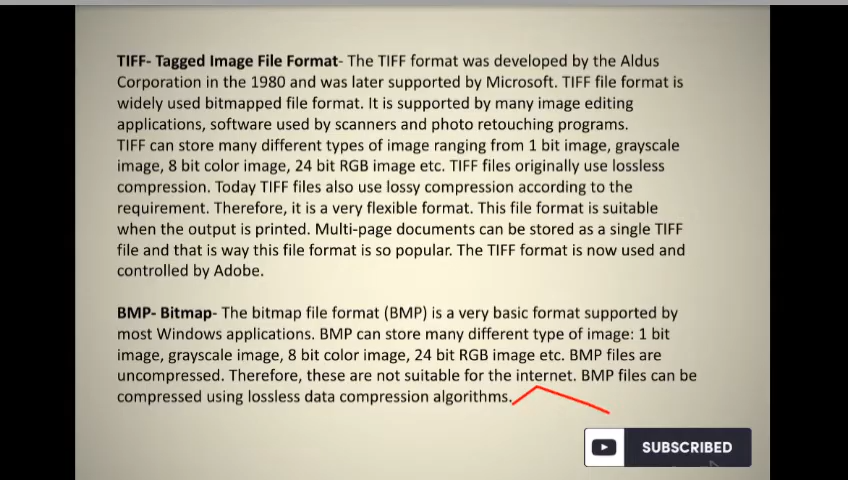 TIFF- Tagged Image File Format- The TIFF format was developed by the Aldus
Corporation in the 1980 and was later supported by Microsoft. TIFF file format is
widely used bitmapped file format. It is supported by many image editing
applications, software used by scanners and photo retouching programs.
TIFF can store many different types of image ranging from 1 bit image, grayscale
image, 8 bit color image, 24 bit RGB image etc. TIFF files originally use lossless
compression. Today TIFF files also use lossy compression according to the
requirement. Therefore, it is a very flexible format. This file format is suitable
when the output is printed. Multi-page documents can be stored as a single TIFF
file and that is way this file format is so popular. The TIFF format is now used and
controlled by Adobe.
BMP- Bitmap- The bitmap file format (BMP) is a very basic format supported by
most Windows applications. BMP can store many different type of image: 1 bit
image, grayscale image, 8 bit color image, 24 bit RGB image etc. BMP files are
uncompressed. Therefore, these are not suitable for the internet. BMP files can be
compressed using lossless data compression algorithms.
SUBSCRIBED